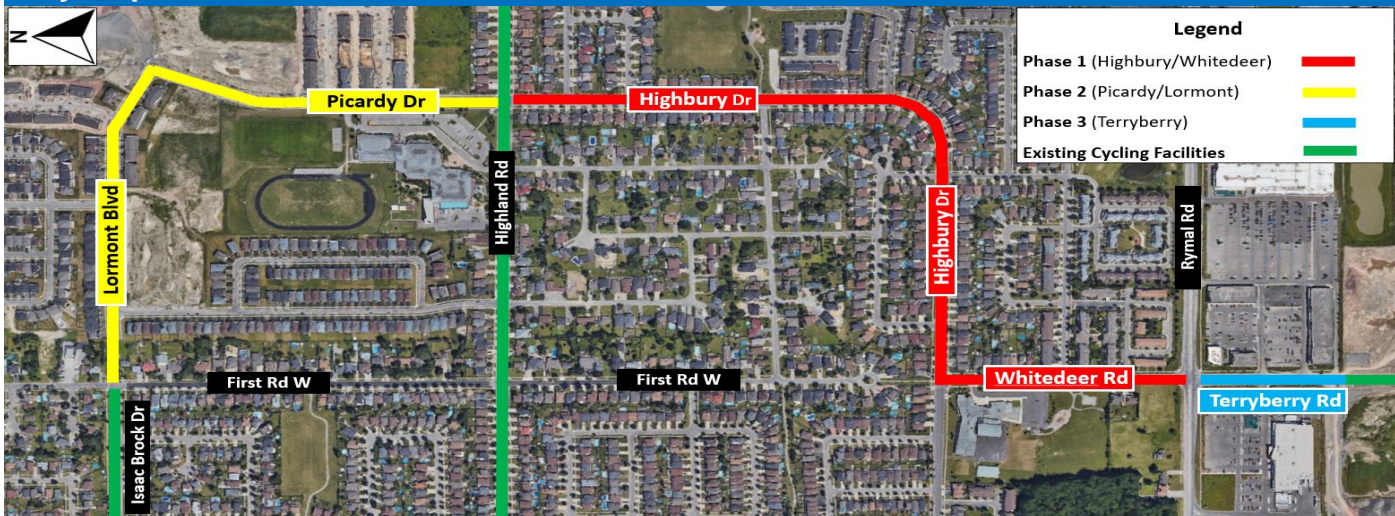 N
Legend
Phase 1 (Highbury/Whitedeer)
Phase 2 (Picardy/Lormont)
Phase 3 (Terryberry)
Existing Cycling Facilities
Picardy Dr
Highbury Dr
Lormont Blvd
Highland Rd
Highbury Dr
Rymal Rd
First Rd W
First Rd W
Whitedeer Rd
Terryberry Rd
Isaac Brock Dr